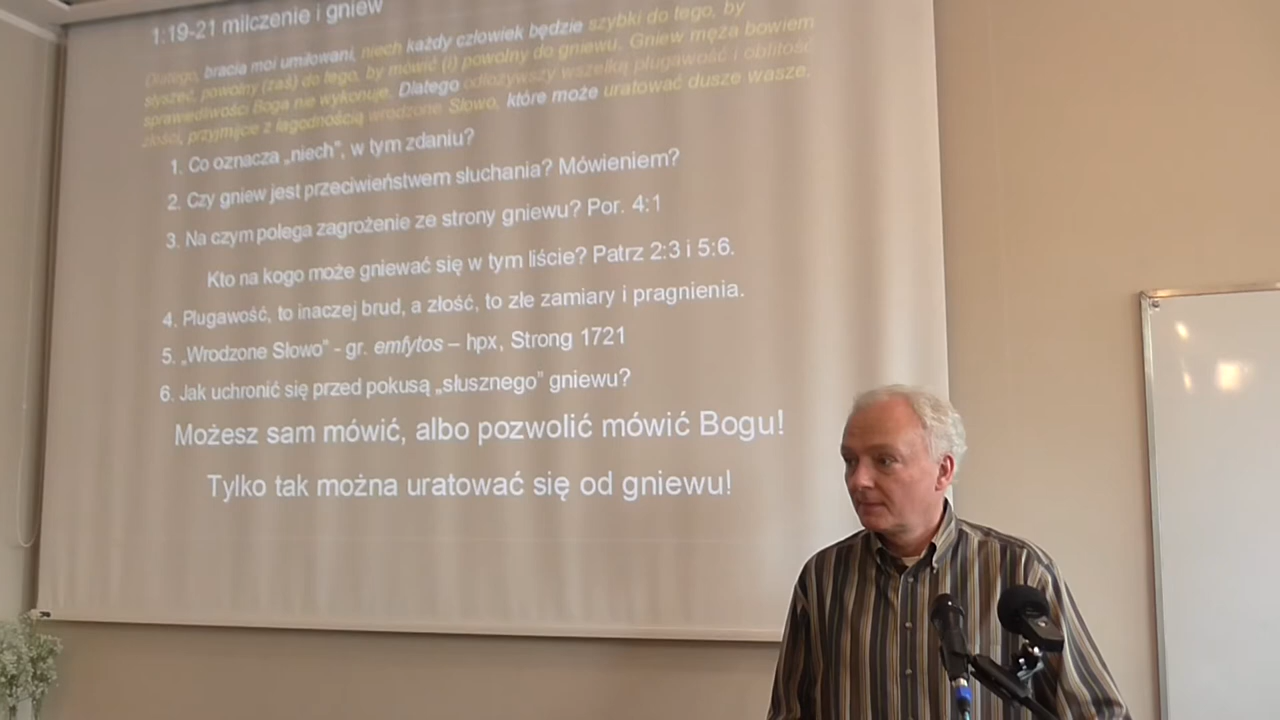 1:19-21 milczenie i gniew
Dlatego, bracia moi umiłowani, niech każdy człowiek będzie szybki do tego, by
słyszeć, powolny (zaś) do tego, by mówić (i) powolny do gniewu. Gniew męża bowiem
sprawiedliwości Boga nie wykonuje. Dlatego odłożywszy wszelką plugawość i obfitość
złości, przyjmijcie z łagodnością wrodzone Słowo, które może uratować dusze wasze.
1. Co oznacza „niech”, w tym zdaniu?
2. Czy gniew jest przeciwieństwem słuchania? Mówieniem?
3. Na czym polega zagrożenie ze strony gniewu? Por. 4:1
Kto na kogo może gniewać się w tym liście? Patrz 2:3 i 5:6.
4. Plugawość, to inaczej brud, a złość, to złe zamiary i pragnienia.
5. „Wrodzone Słowo” - gr. emfytos – hpx, Strong 1721
6. Jak uchronić się przed pokusą „słusznego” gniewu?
Możesz sam mówić, albo pozwolić mówić Bogu!
Tylko tak można uratować się od gniewu!